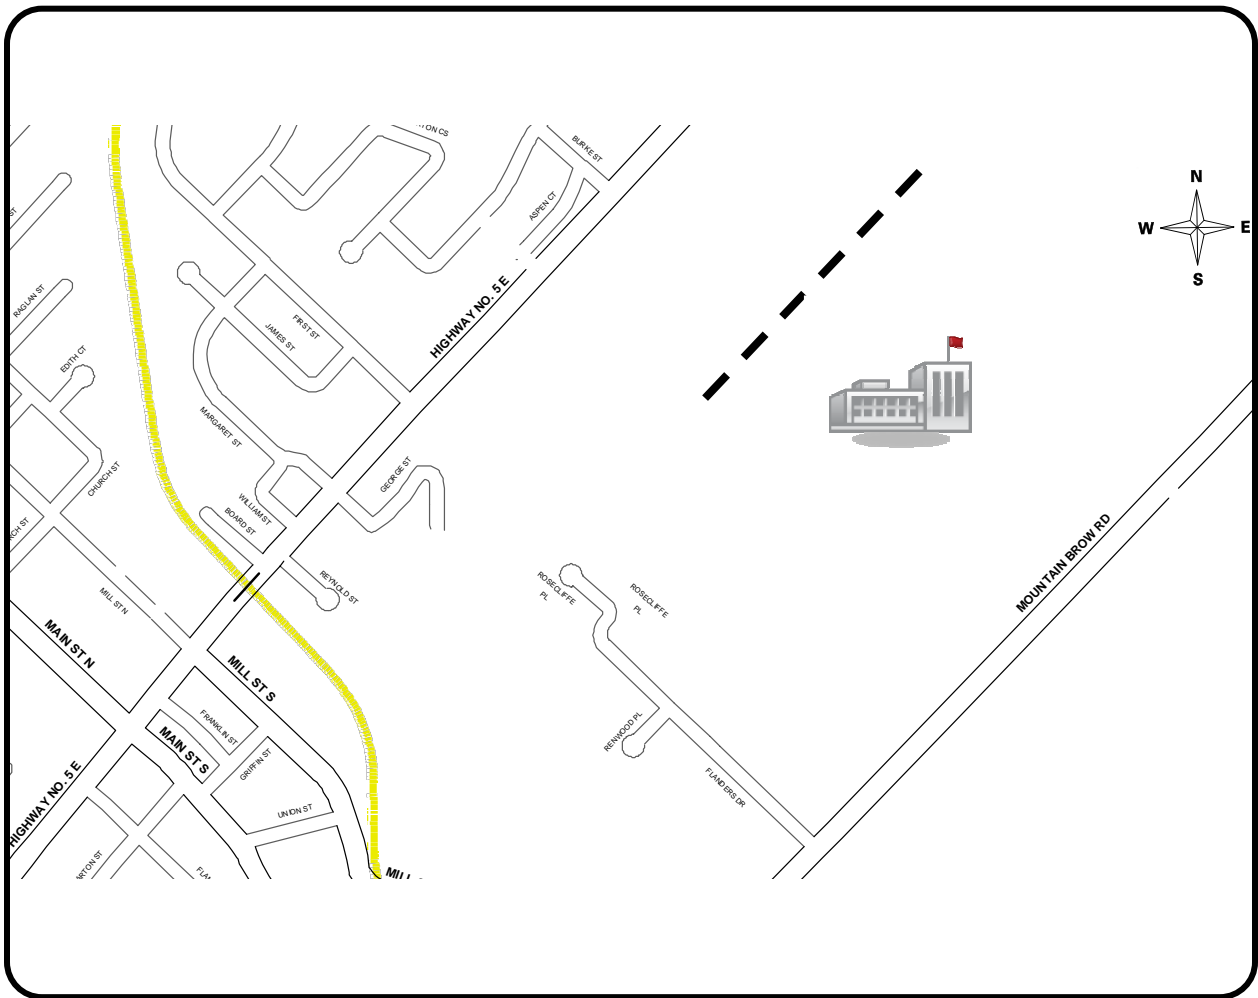 BURKE ST
ASPEN CT
N
W
E
S
RAGLAN ST
HIGHWAY NO. 5 E
FIRST ST
JAMES ST
EDITH CT
MARGARET ST
CHURCH ST
GEORGE ST
WILLIAM ST
BOARD ST
MOUNTAIN BROW RD
REYNOLD ST
ROSECLIFFE
PL
ROSECLIFFE
PL
MILL ST N
MAIN ST N
MILL ST S
FRANKLIN ST
MAIN ST S
RENWOOD PL
GRIFFIN ST
FLANDERS DR
HIGHWAY NO. 5 E
UNION ST